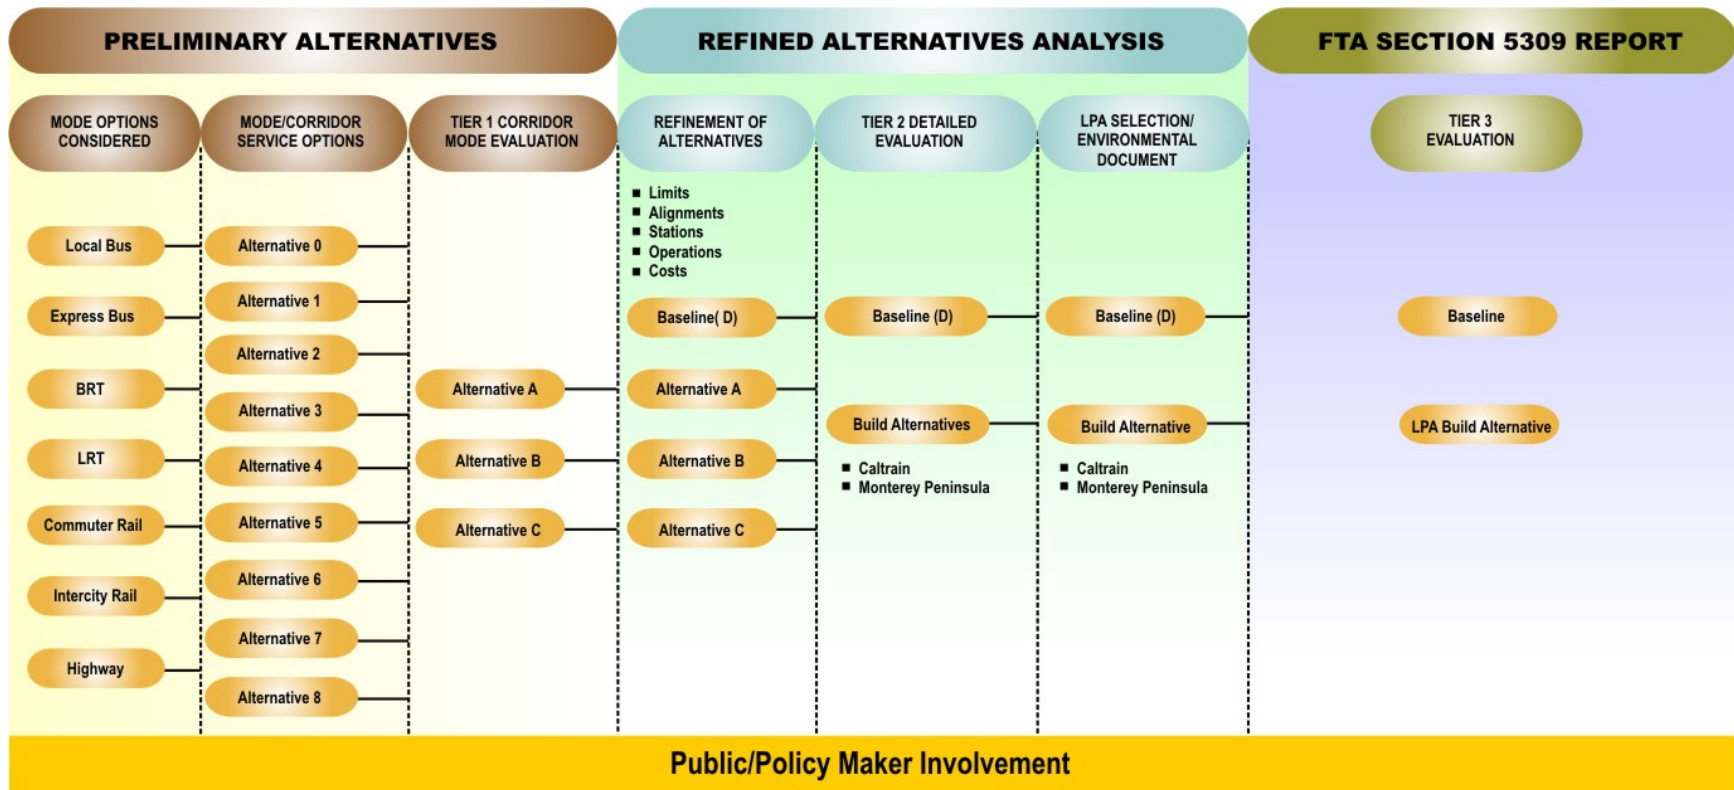 PRELIMINARY ALTERNATIVES
REFINED ALTERNATIVES ANALYSIS
FTA SECTION 5309 REPORT
MODE OPTIONS
CONSIDERED
MODE/CORRIDOR
SERVICE OPTIONS
TIER 1 CORRIDOR
MODE EVALUATION
REFINEMENT OF
ALTERNATIVES
TIER 2 DETAILED
EVALUATION
LPA SELECTION/
ENVIRONMENTAL
DOCUMENT
TIER 3
EVALUATION
Local Bus
Express Bus
BRT
LRT
Commuter Rail
Intercity Rail
Highway
Alternative 0
Alternative 1
Alternative 2
Alternative 3
Alternative 4
Alternative 5
Alternative 6
Alternative 7
Alternative 8
Alternative A
Alternative B
Alternative C
■ Limits
■ Alignments
■ Stations
■ Operations
■ Costs
Baseline( D)
Alternative A
Alternative B
Alternative C
Baseline (D)
Build Alternatives
■ Caltrain
■ Monterey Peninsula
Baseline (D)
Build Alternative
■ Caltrain
■ Monterey Peninsula
Baseline
LPA Build Alternative
Public/Policy Maker Involvement